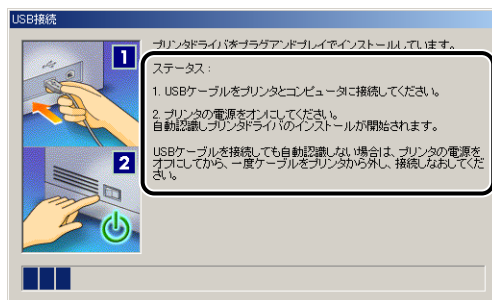 USB接続
プリンタドライバをプラグアンドプレイでインストールしています。
1
ステータス：
1. USBケーブルをプリンタとコンピュータに接続してください。
2. プリンタの電源をオンにしてください。
自動認識しプリンタドライバのインストールが開始されます。
USBケーブルを接続しても自動認識しない場合は、プリンタの電源を
オフにしてから、一度ケーブルをプリンタから外し、接続しなおしてくだ
さい。
2